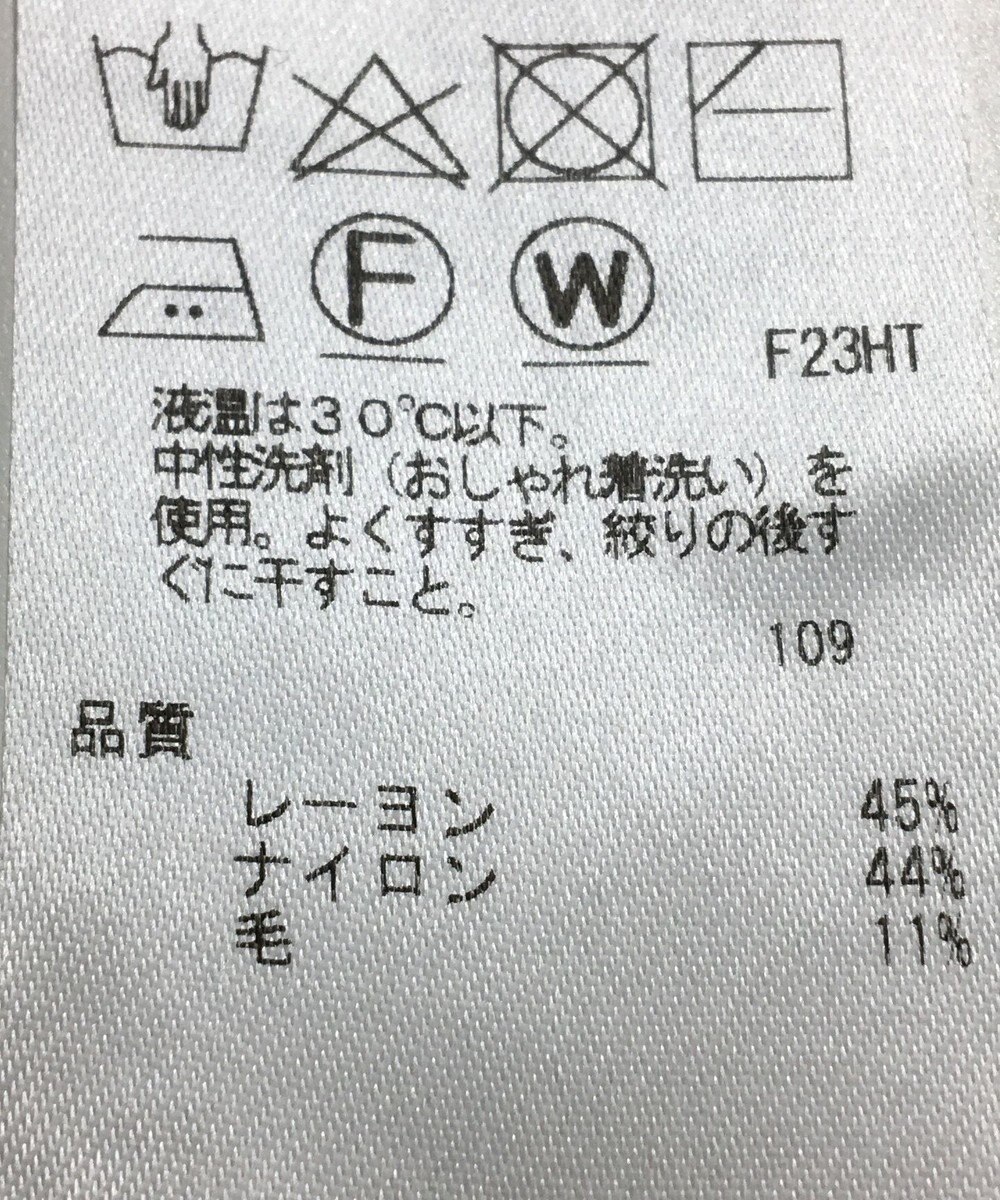 F W
F23HT
液温は30℃以下。
中性洗剤(おしゃれ着洗い)を
使用。よくすすぎ、絞りの後す
ぐに干すこと。
109
品質
レーヨン 45%
ナイロン 44%
毛 11%